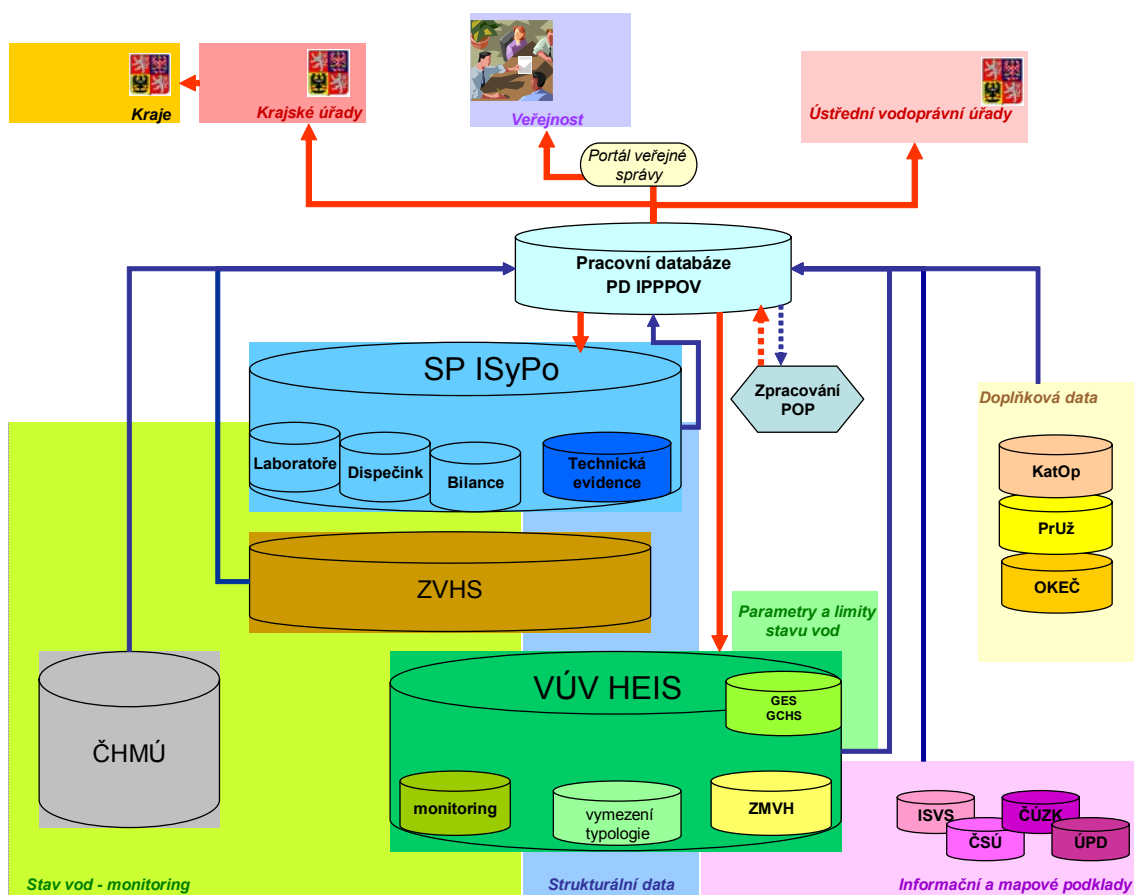 Kraje
Krajské úřady
Veřejnost
Ústřední vodoprávní úřady
Portál veřejné
správy
Pracovní databáze
PD IPPPOV
SP ISyPo
Zpracování
POP
Doplňková data
Laboratoře
Dispečink
Bilance
Technická
evidence
KatOp
PrUž
OKEČ
ZVHS
Parametry a limity
stavu vod
VÚV HEIS
GES
GCHS
ČHMÚ
monitoring
vymezení
typologie
ZMVH
ISVS
ČÚZK
ČSÚ
ÚPD
Stav vod - monitoring
Strukturální data
Informační a mapové podklady